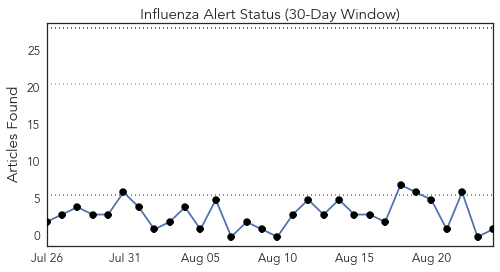 Influenza Alert Status (30-Day Window)
Articles Found
25
20
15
10
5
0
Jul 26 Jul 31 Aug 05 Aug 10 Aug 15 Aug 20